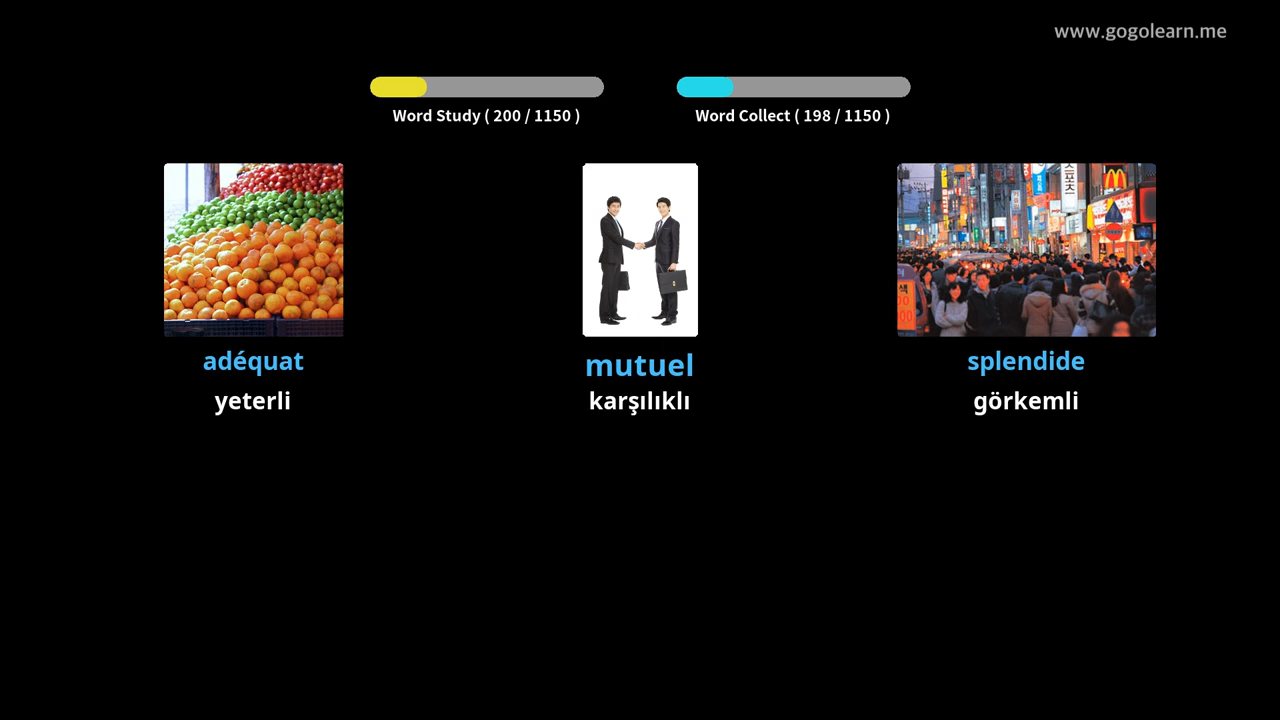 www.gogolearn.me
Word Study ( 200 / 1150 )
Word Collect ( 198 / 1150 )
adéquat
mutuel
splendide
yeterli
karşılıklı
görkemli